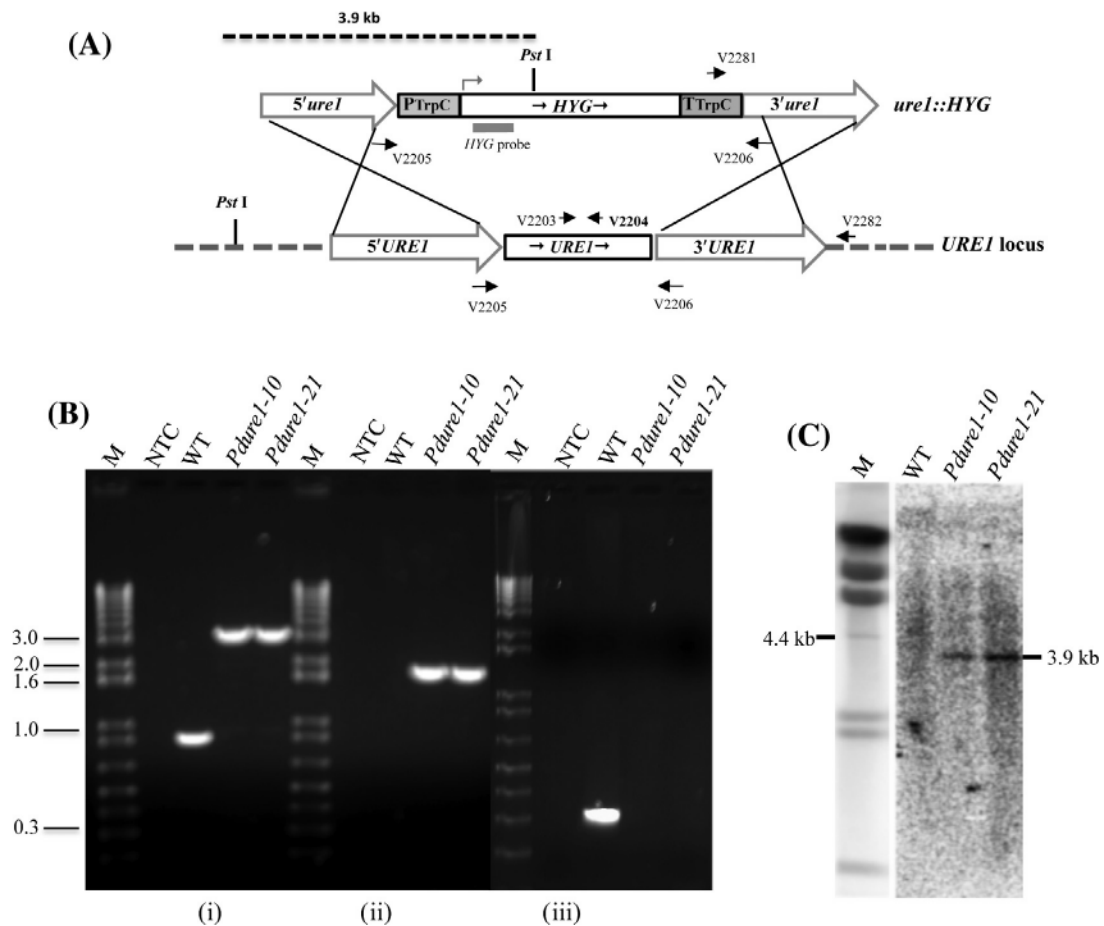 3.9 kb
(A)
Pst I
V2281
5'ure1
PTrpC
→ HYG→
TTrpC
3'ure1
ure1::HYG
HYG probe
V2205
V2206
Pst I
V2203
V2204
V2282
5'URE1
→ URE1→
3'URE1
URE1 locus
V2205
V2206
(B)
M
NTC
WT
Pdure1-10
Pdure1-21
M
NTC
WT
Pdure1-10
Pdure1-21
M
NTC
WT
Pdure1-10
Pdure1-21
3.0
2.0
1.6
1.0
0.3
(i)
(ii)
(iii)
(C)
M
WT
Pdure1-10
Pdure1-21
4.4 kb
3.9 kb